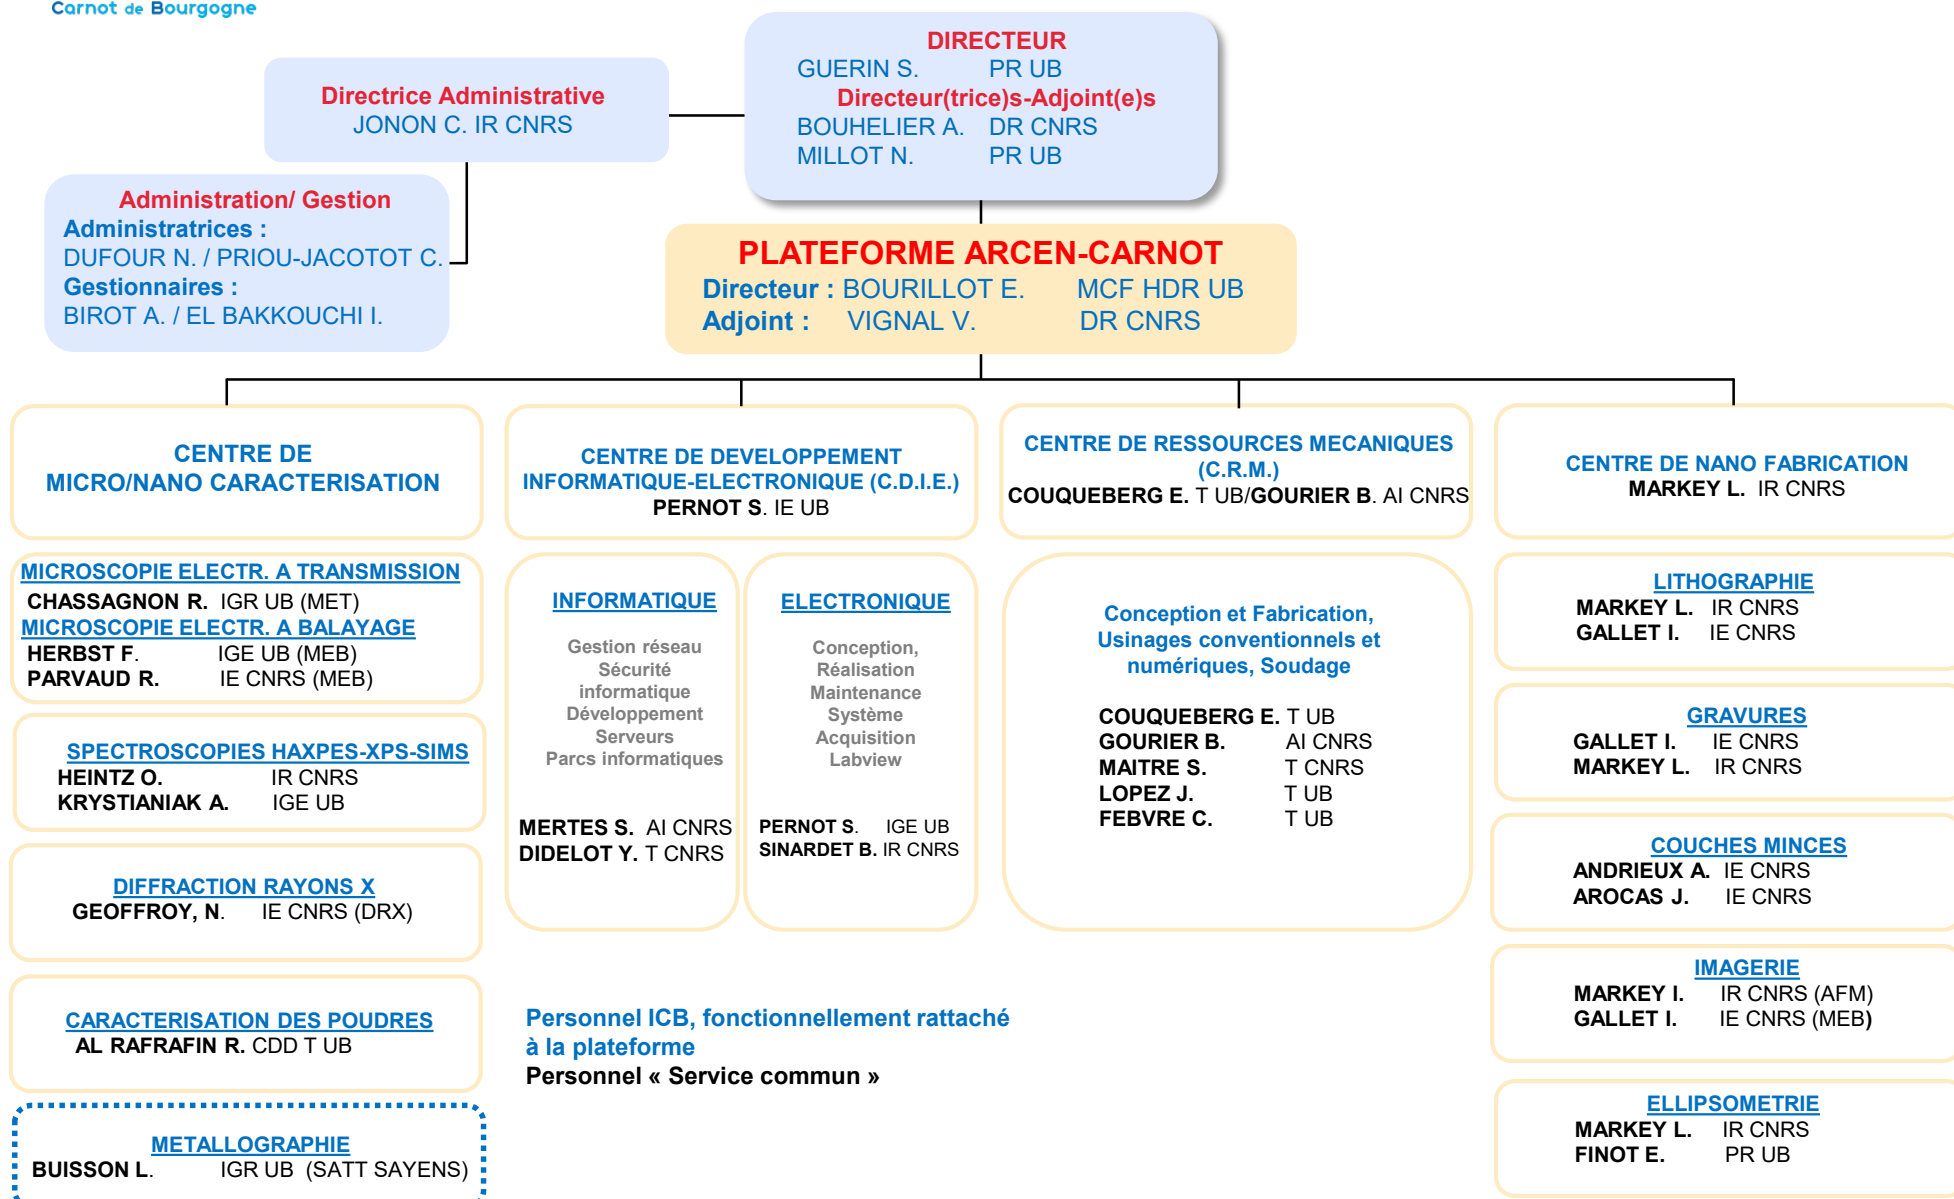 Carnot de Bourgogne
DIRECTEUR
GUERIN S. PR UB
Directeur(trice)s-Adjoint(e)s
BOUHELIER A. DR CNRS
MILLOT N. PR UB
Directrice Administrative
JONON C. IR CNRS
Administration/ Gestion
Administratrices :
DUFOUR N. / PRIOU-JACOTOT C.
Gestionnaires :
BIROT A. / EL BAKKOUCHI I.
PLATEFORME ARCEN-CARNOT
Directeur : BOURILLOT E. MCF HDR UB
Adjoint : VIGNAL V. DR CNRS
CENTRE DE
MICRO/NANO CARACTERISATION
MICROSCOPIE ELECTR. A TRANSMISSION
CHASSAGNON R. IGR UB (MET)
MICROSCOPIE ELECTR. A BALAYAGE
HERBST F. IGE UB (MEB)
PARVAUD R. IE CNRS (MEB)
SPECTROSCOPIES HAXPES-XPS-SIMS
HEINTZ O. IR CNRS
KRYSTIANIAK A. IGE UB
DIFFRACTION RAYONS X
GEOFFROY, N. IE CNRS (DRX)
CARACTERISATION DES POUDRES
AL RAFRAFIN R. CDD T UB
METALLOGRAPHIE
BUISSON L. IGR UB (SATT SAYENS)
CENTRE DE DEVELOPPEMENT
INFORMATIQUE-ELECTRONIQUE (C.D.I.E.)
PERNOT S. IE UB
INFORMATIQUE
Gestion réseau
Sécurité
informatique
Développement
Serveurs
Parcs informatiques
MERTES S. AI CNRS
DIDELOT Y. T CNRS
ELECTRONIQUE
Conception,
Réalisation
Maintenance
Système
Acquisition
Labview
PERNOT S. IGE UB
SINARDET B. IR CNRS
CENTRE DE RESSOURCES MECANIQUES
(C.R.M.)
COUQUEBERG E. T UB/GOURIER B. AI CNRS
Conception et Fabrication,
Usinages conventionnels et
numériques, Soudage
COUQUEBERG E. T UB
GOURIER B. AI CNRS
MAITRE S. T CNRS
LOPEZ J. T UB
FEBVRE C. T UB
CENTRE DE NANO FABRICATION
MARKEY L. IR CNRS
LITHOGRAPHIE
MARKEY L. IR CNRS
GALLET I. IE CNRS
GRAVURES
GALLET I. IE CNRS
MARKEY L. IR CNRS
COUCHES MINCES
ANDRIEUX A. IE CNRS
AROCAS J. IE CNRS
IMAGERIE
MARKEY I. IR CNRS (AFM)
GALLET I. IE CNRS (MEB)
ELLIPSOMETRIE
MARKEY L. IR CNRS
FINOT E. PR UB
Personnel ICB, fonctionnellement rattaché
à la plateforme
Personnel « Service commun »